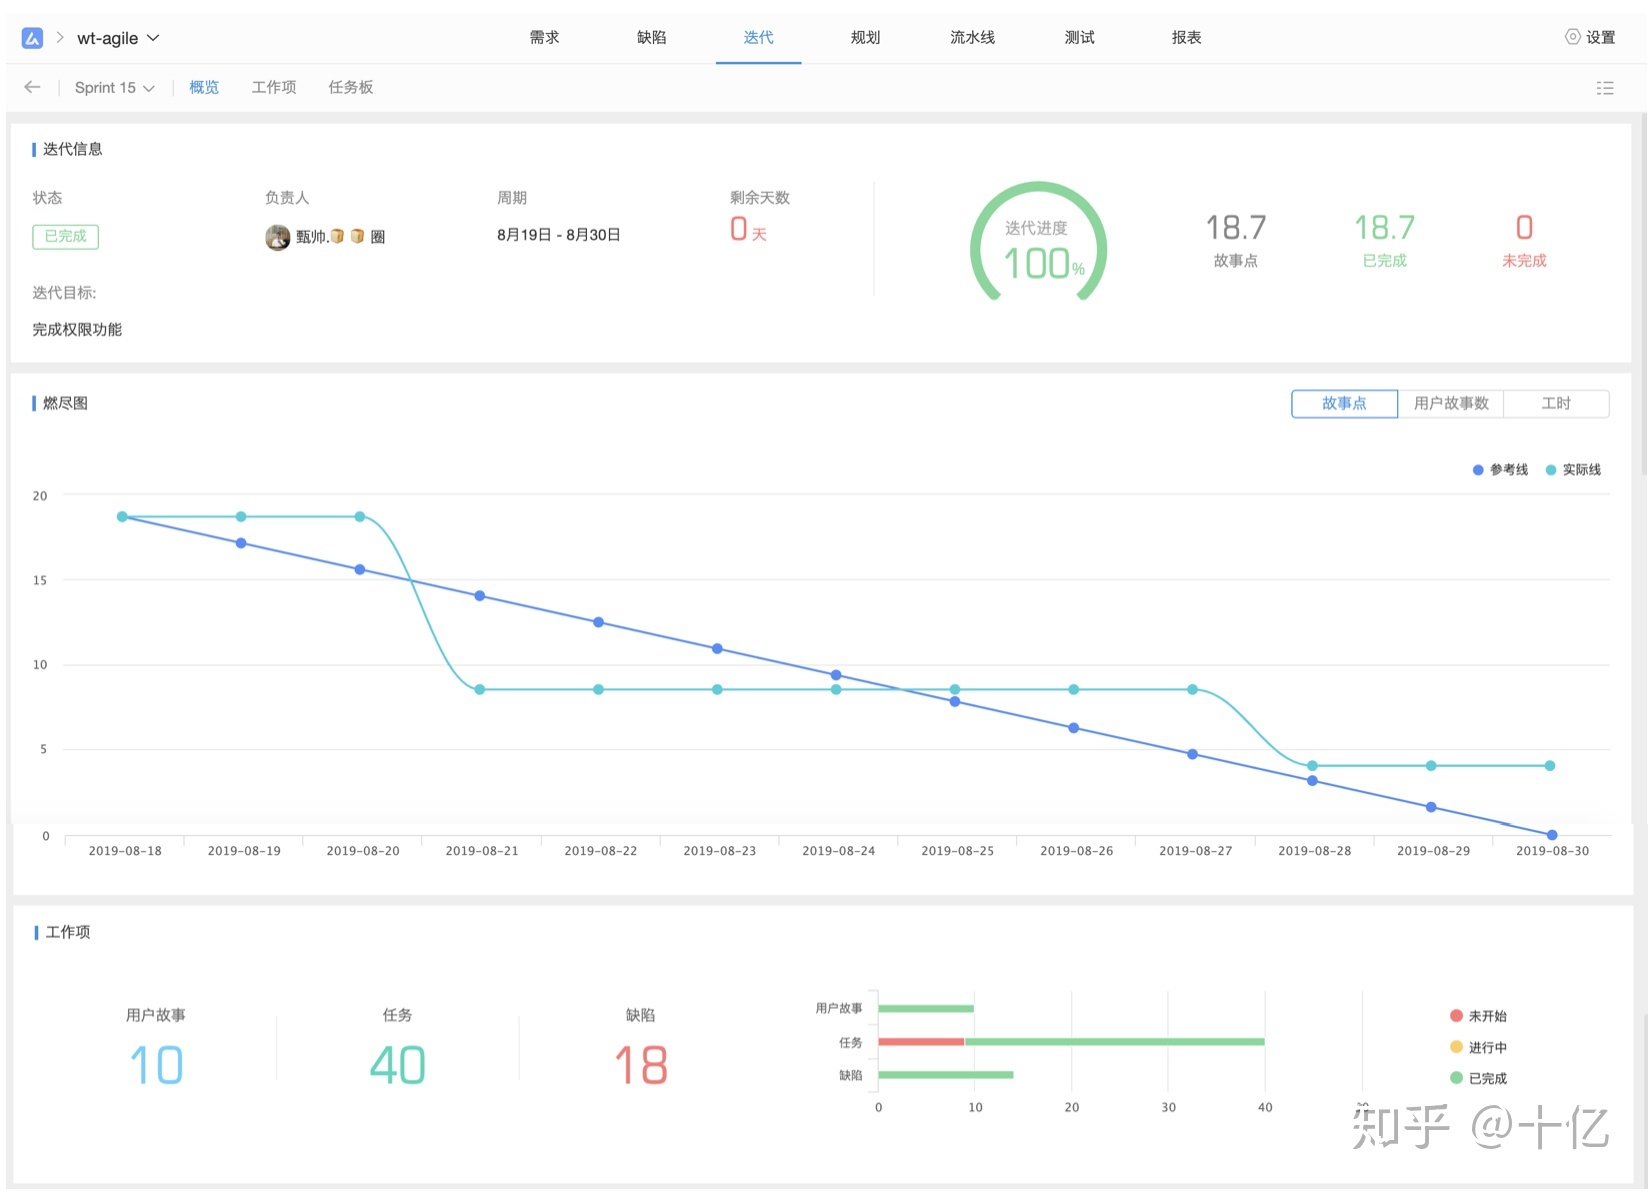 wt-agile 需求 缺陷 迭代 规划 流水线 测试 报表 设置
Sprint 15 概览 工作项 任务板
迭代信息
状态 负责人 周期 剩余天数
已完成 甄帅. 圈 8月19日 - 8月30日 0 天
迭代目标:
完成权限功能
迭代进度
100%
18.7 18.7 0
故事点 已完成 未完成
燃尽图 故事点 用户故事数 工时
参考线 实际线
20
15
10
5
0
2019-08-18 2019-08-19 2019-08-20 2019-08-21 2019-08-22 2019-08-23 2019-08-24 2019-08-25 2019-08-26 2019-08-27 2019-08-28 2019-08-29 2019-08-30
工作项
用户故事 任务 缺陷
10 40 18
用户故事
任务
缺陷
0 10 20 30 40
未开始
进行中
已完成
知乎 @十亿